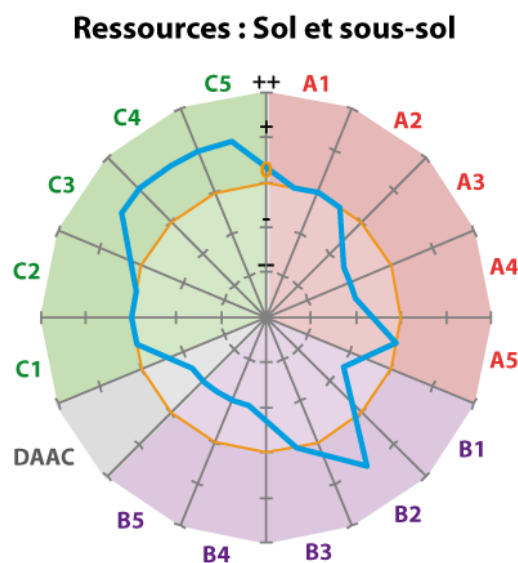 Ressources : Sol et sous-sol
++
+
0
-
--
A1
A2
A3
A4
A5
B1
B2
B3
B4
B5
DAAC
C1
C2
C3
C4
C5